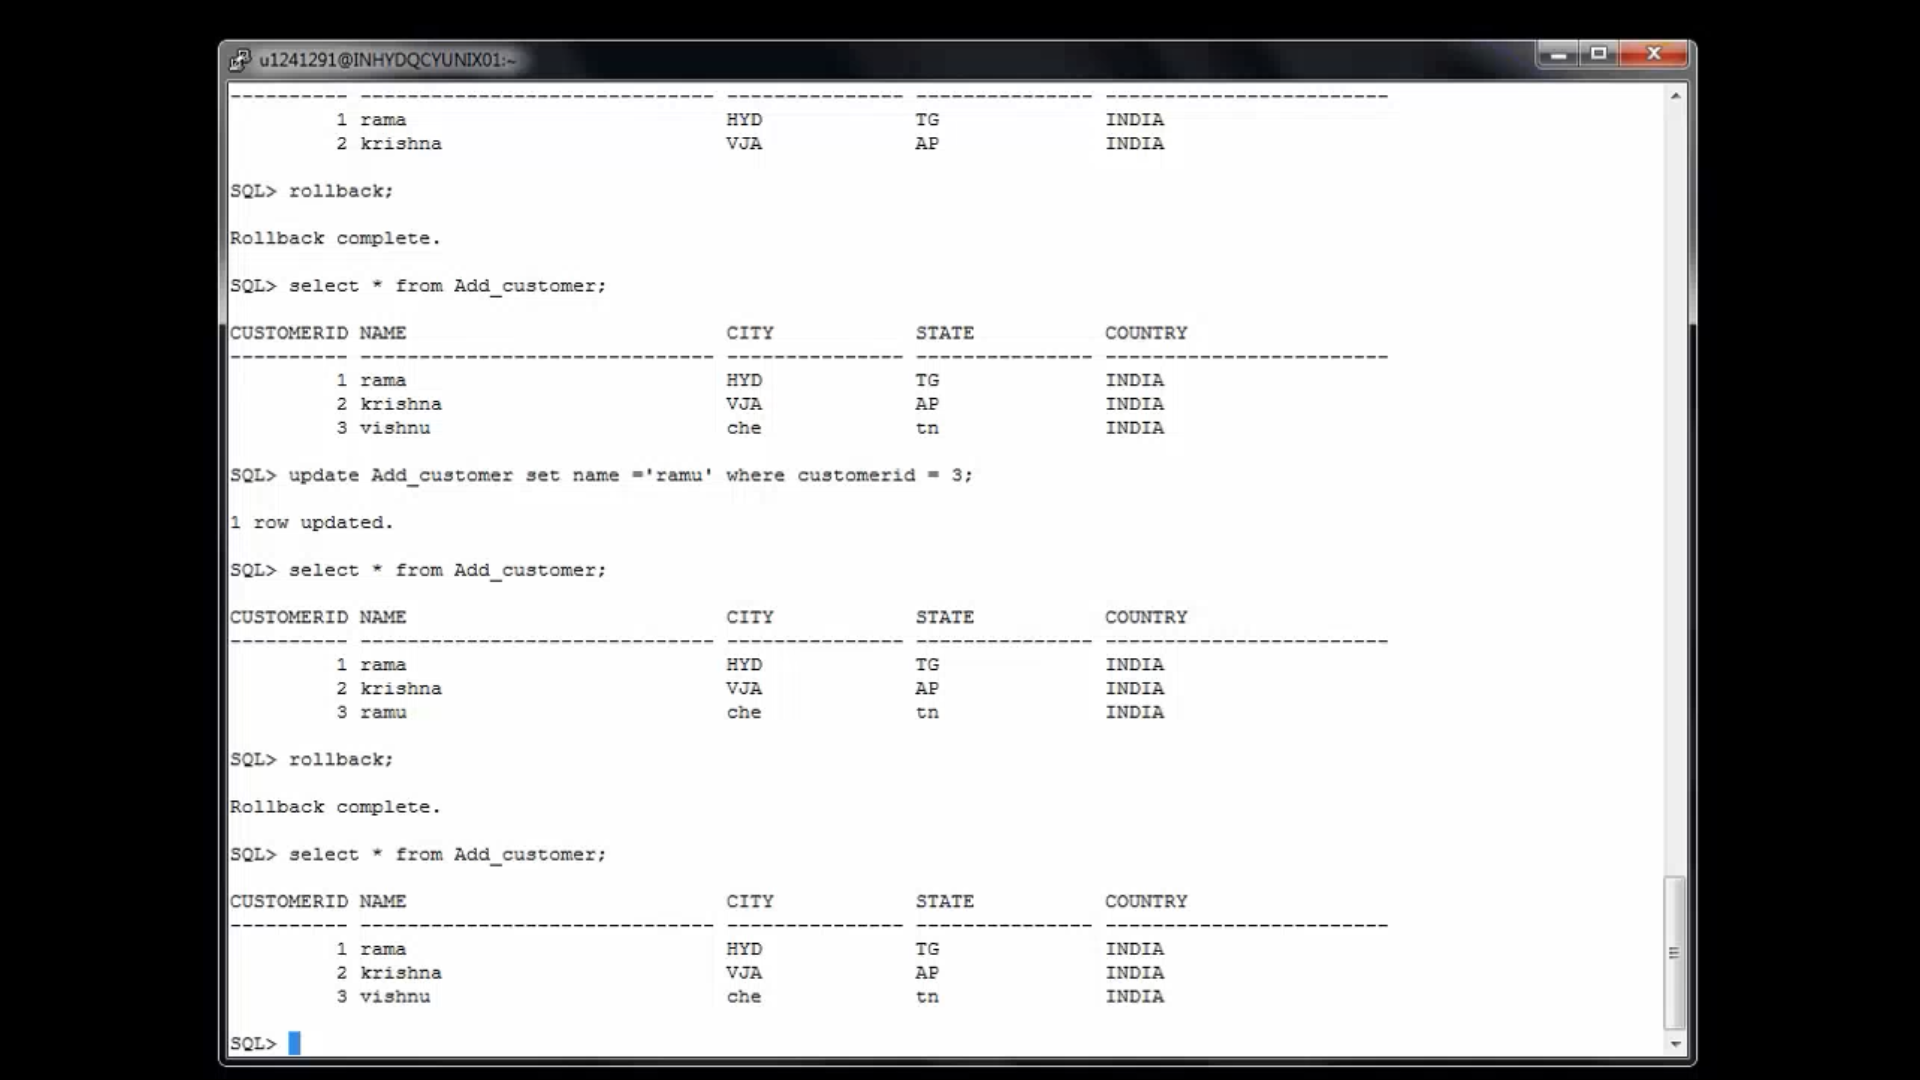 u1241291@INHYDQCYUNIX01:~
---------- ------------------------------ --------------- --------------- ------------------------
1 rama HYD TG INDIA
2 krishna VJA AP INDIA
SQL> rollback;
Rollback complete.
SQL> select * from Add_customer;
CUSTOMERID NAME CITY STATE COUNTRY
---------- ------------------------------ --------------- --------------- ------------------------
1 rama HYD TG INDIA
2 krishna VJA AP INDIA
3 vishnu che tn INDIA
SQL> update Add_customer set name ='ramu' where customerid = 3;
1 row updated.
SQL> select * from Add_customer;
CUSTOMERID NAME CITY STATE COUNTRY
---------- ------------------------------ --------------- --------------- ------------------------
1 rama HYD TG INDIA
2 krishna VJA AP INDIA
3 ramu che tn INDIA
SQL> rollback;
Rollback complete.
SQL> select * from Add_customer;
CUSTOMERID NAME CITY STATE COUNTRY
---------- ------------------------------ --------------- --------------- ------------------------
1 rama HYD TG INDIA
2 krishna VJA AP INDIA
3 vishnu che tn INDIA
SQL>